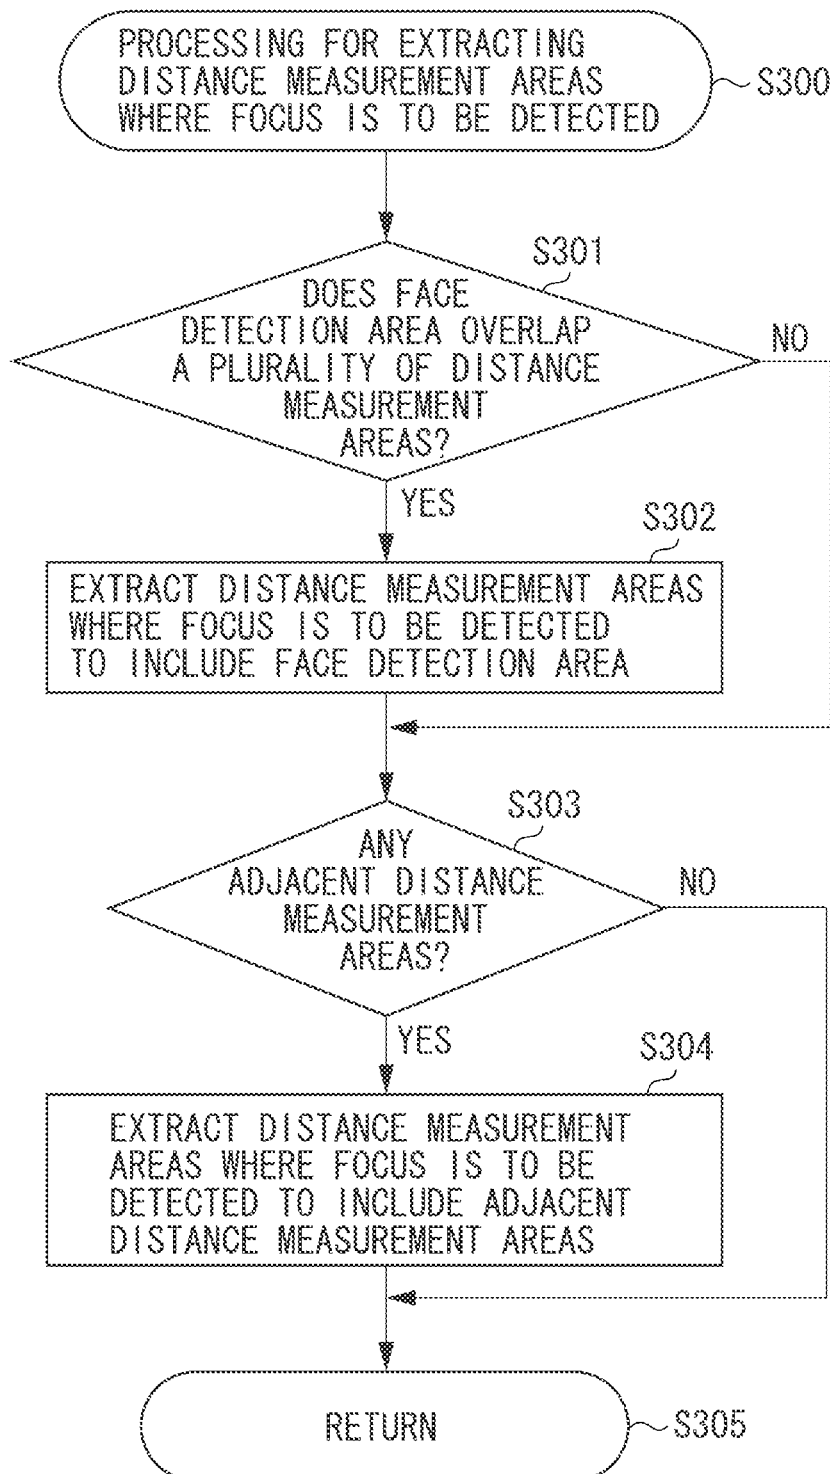 PROCESSING FOR EXTRACTING
DISTANCE MEASUREMENT AREAS
WHERE FOCUS IS TO BE DETECTED
S300
S301
DOES FACE
DETECTION AREA OVERLAP
A PLURALITY OF DISTANCE
MEASUREMENT
AREAS?
NO
YES
S302
EXTRACT DISTANCE MEASUREMENT AREAS
WHERE FOCUS IS TO BE DETECTED
TO INCLUDE FACE DETECTION AREA
S303
ANY
ADJACENT DISTANCE
MEASUREMENT
AREAS?
NO
YES
S304
EXTRACT DISTANCE MEASUREMENT
AREAS WHERE FOCUS IS TO BE
DETECTED TO INCLUDE ADJACENT
DISTANCE MEASUREMENT AREAS
RETURN
S305